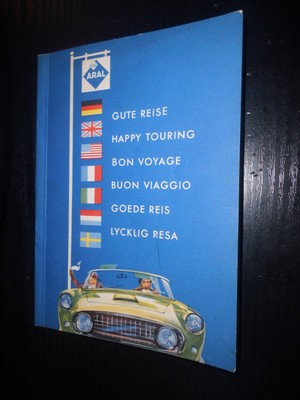 ARAL
GUTE REISE
HAPPY TOURING
BON VOYAGE
BUON VIAGGIO
GOEDE REIS
LYCKLIG RESA